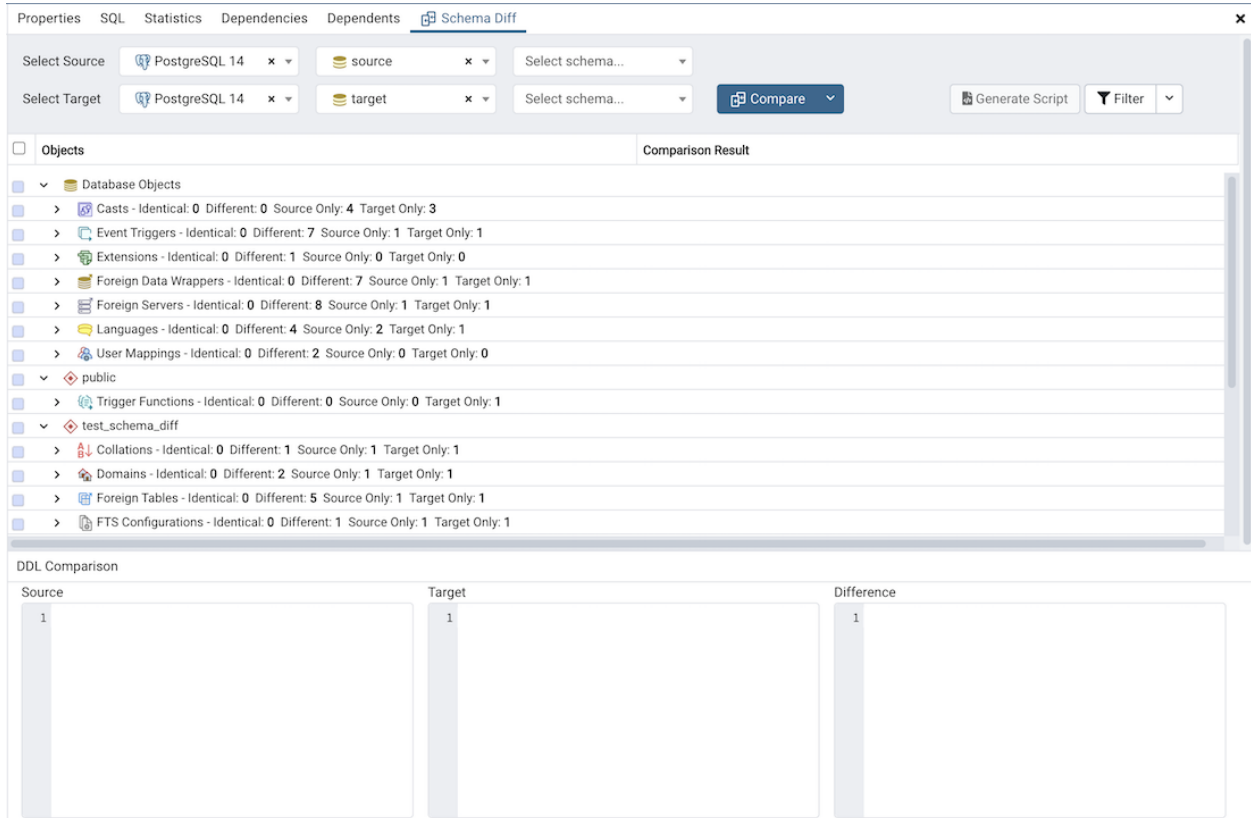 Properties SQL Statistics Dependencies Dependents Schema Diff
Select Source PostgreSQL 14 source Select schema...
Select Target PostgreSQL 14 target Select schema... Compare Generate Script Filter
Objects Comparison Result
Database Objects
Casts - Identical: 0 Different: 0 Source Only: 4 Target Only: 3
Event Triggers - Identical: 0 Different: 7 Source Only: 1 Target Only: 1
Extensions - Identical: 0 Different: 1 Source Only: 0 Target Only: 0
Foreign Data Wrappers - Identical: 0 Different: 7 Source Only: 1 Target Only: 1
Foreign Servers - Identical: 0 Different: 8 Source Only: 1 Target Only: 1
Languages - Identical: 0 Different: 4 Source Only: 2 Target Only: 1
User Mappings - Identical: 0 Different: 2 Source Only: 0 Target Only: 0
public
Trigger Functions - Identical: 0 Different: 0 Source Only: 0 Target Only: 1
test_schema_diff
Collations - Identical: 0 Different: 1 Source Only: 1 Target Only: 1
Domains - Identical: 0 Different: 2 Source Only: 1 Target Only: 1
Foreign Tables - Identical: 0 Different: 5 Source Only: 1 Target Only: 1
FTS Configurations - Identical: 0 Different: 1 Source Only: 1 Target Only: 1
DDL Comparison
Source Target Difference
1 1 1